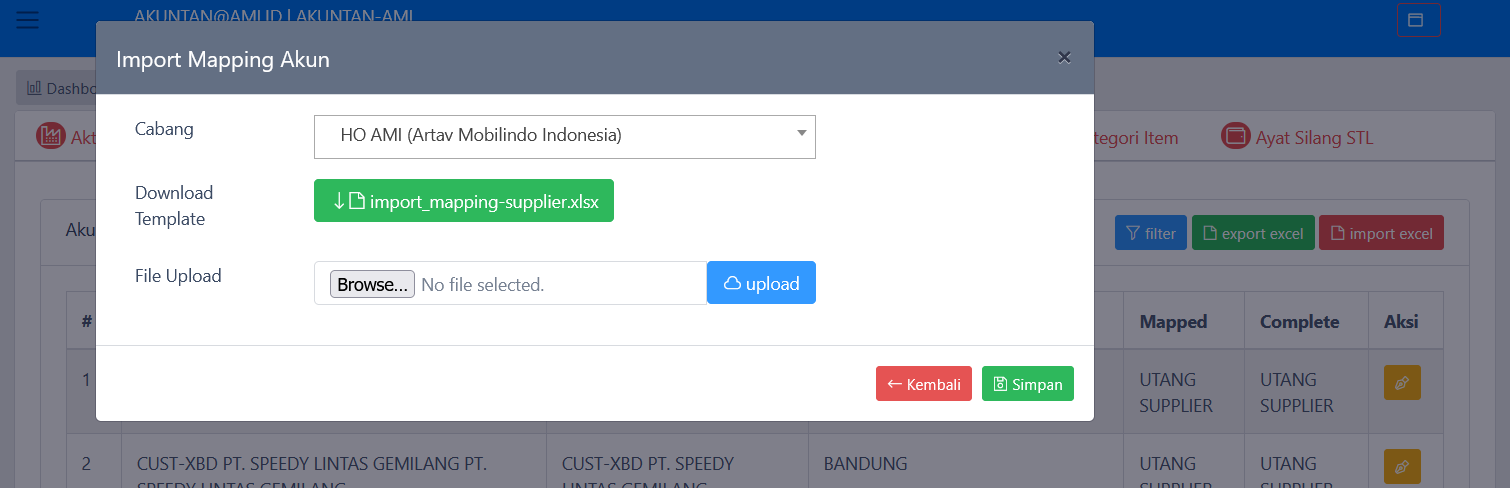 AKUNTAN@AMI.ID | AKUNTAN-AMI
Import Mapping Akun
×
Cabang
HO AMI (Artav Mobilindo Indonesia)
Download
Template
import_mapping-supplier.xlsx
File Upload
Browse... No file selected.
upload
Kembali
Simpan
Dashbo
Akt
tegori Item
Ayat Silang STL
Aku
filter
export excel
import excel
#
Mapped
Complete
Aksi
1
UTANG
SUPPLIER
UTANG
SUPPLIER
2
CUST-XBD PT. SPEEDY LINTAS GEMILANG PT.
SPEEDY LINTAS GEMILANG
CUST-XBD PT. SPEEDY
LINTAS GEMILANG
BANDUNG
UTANG
SUPPLIER
UTANG
SUPPLIER